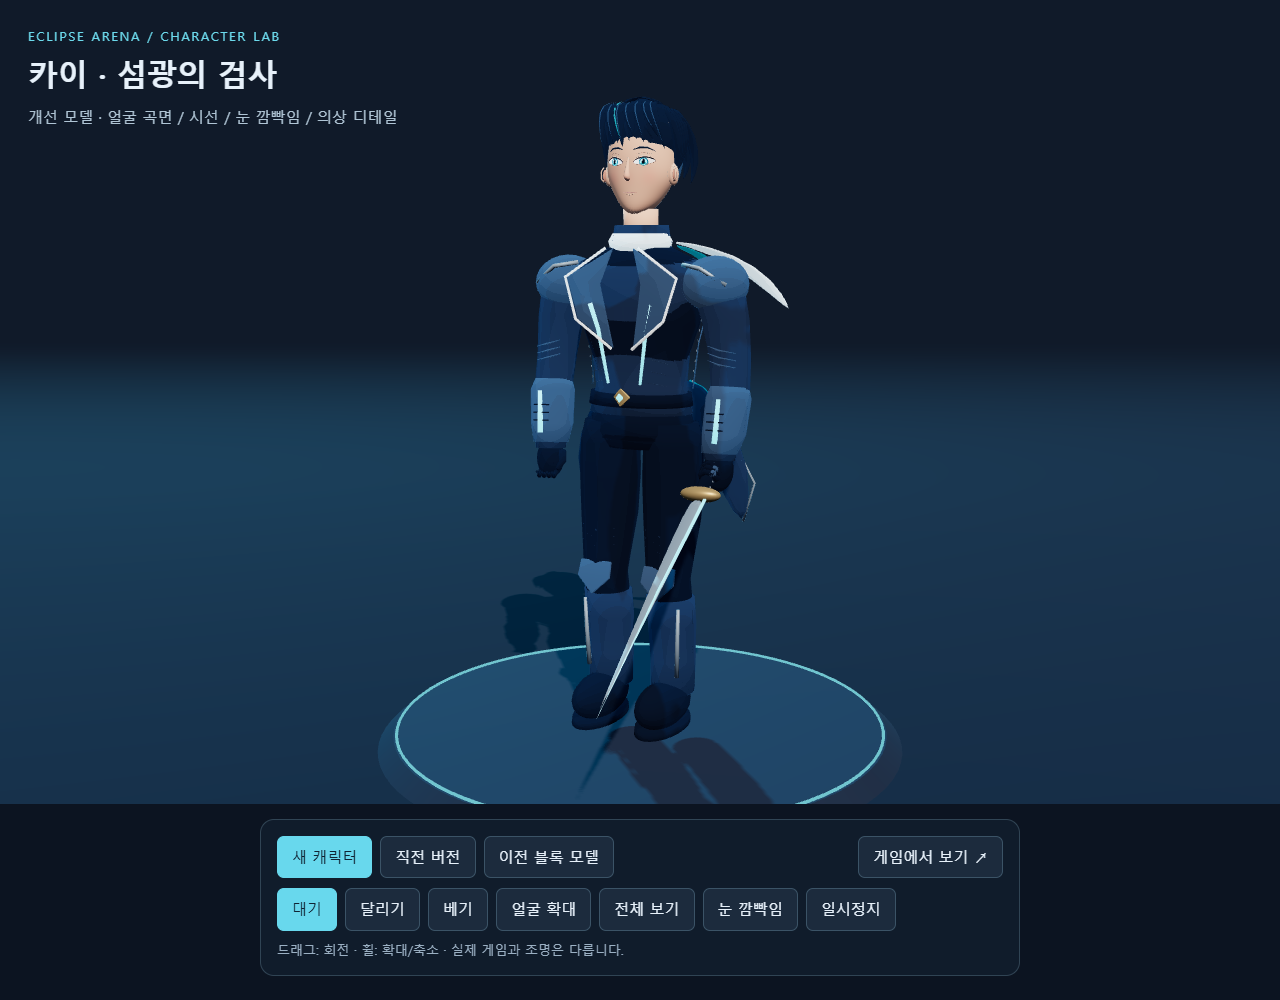 ECLIPSE ARENA / CHARACTER LAB
카이 · 섬광의 검사
개선 모델 · 얼굴 곡면 / 시선 / 눈 깜빡임 / 의상 디테일
새 캐릭터 직전 버전 이전 블록 모델 게임에서 보기 ↗
대기 달리기 베기 얼굴 확대 전체 보기 눈 깜빡임 일시정지
드래그: 회전 · 휠: 확대/축소 · 실제 게임과 조명은 다릅니다.